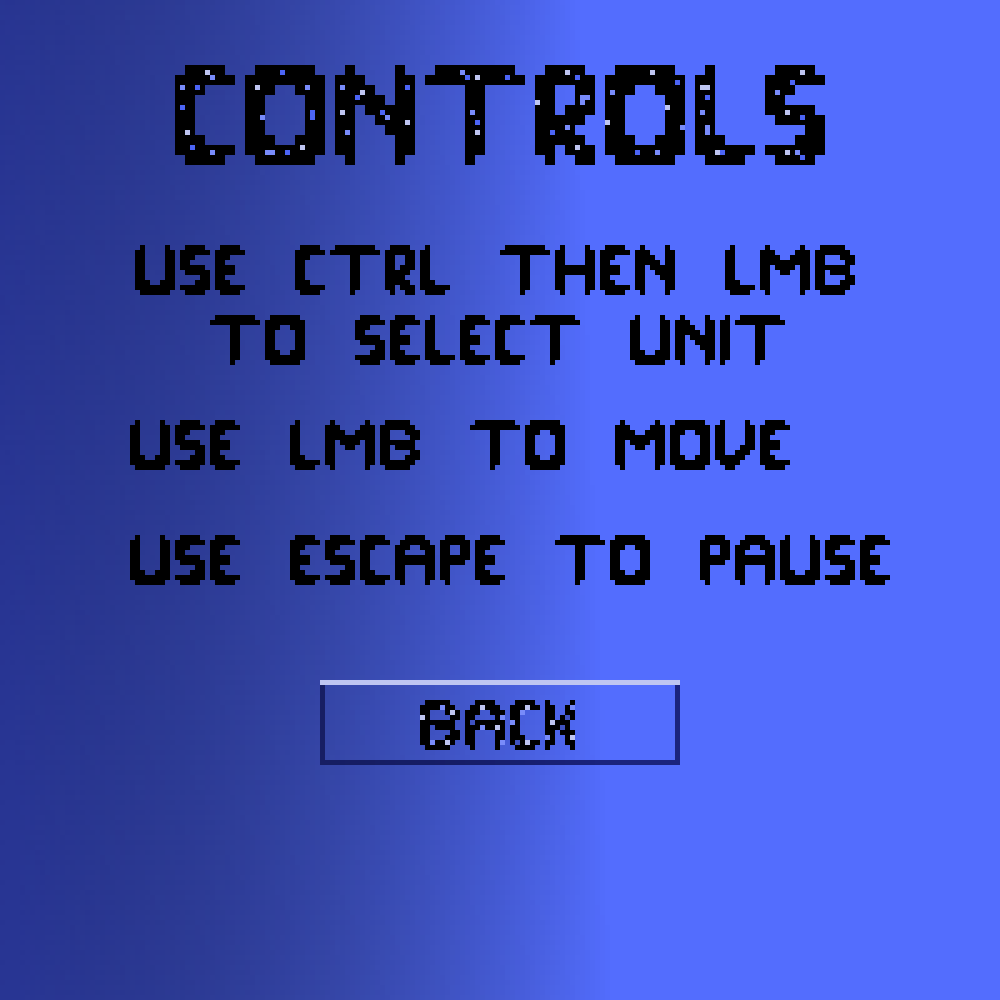 CONTROLS
USE CTRL THEN LMB
TO SELECT UNIT
USE LMB TO MOVE
USE ESCAPE TO PAUSE
BACK